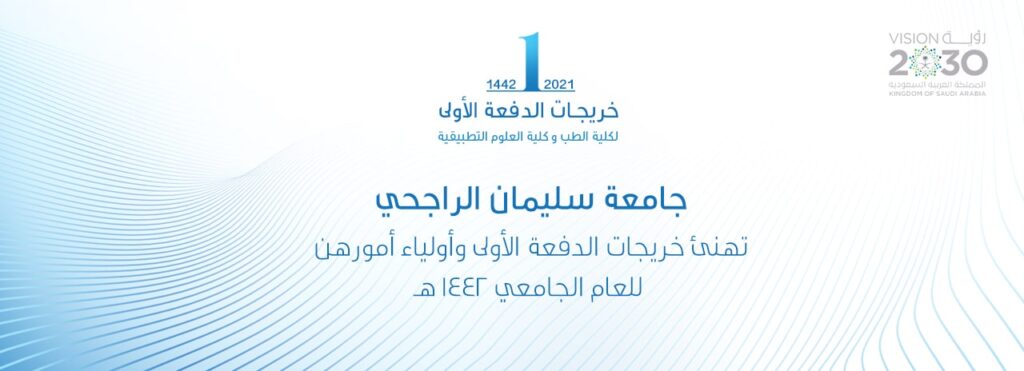 VISION رؤيـــة
2030
المملكة العربية السعودية
KINGDOM OF SAUDI ARABIA
1
1442 2021
خريجات الدفعة الأولى
لكلية الطب و كلية العلوم التطبيقية
جامعة سليمان الراجحي
تهنئ خريجات الدفعة الأولى وأولياء أمورهن
للعام الجامعي ١٤٤٢ هـ